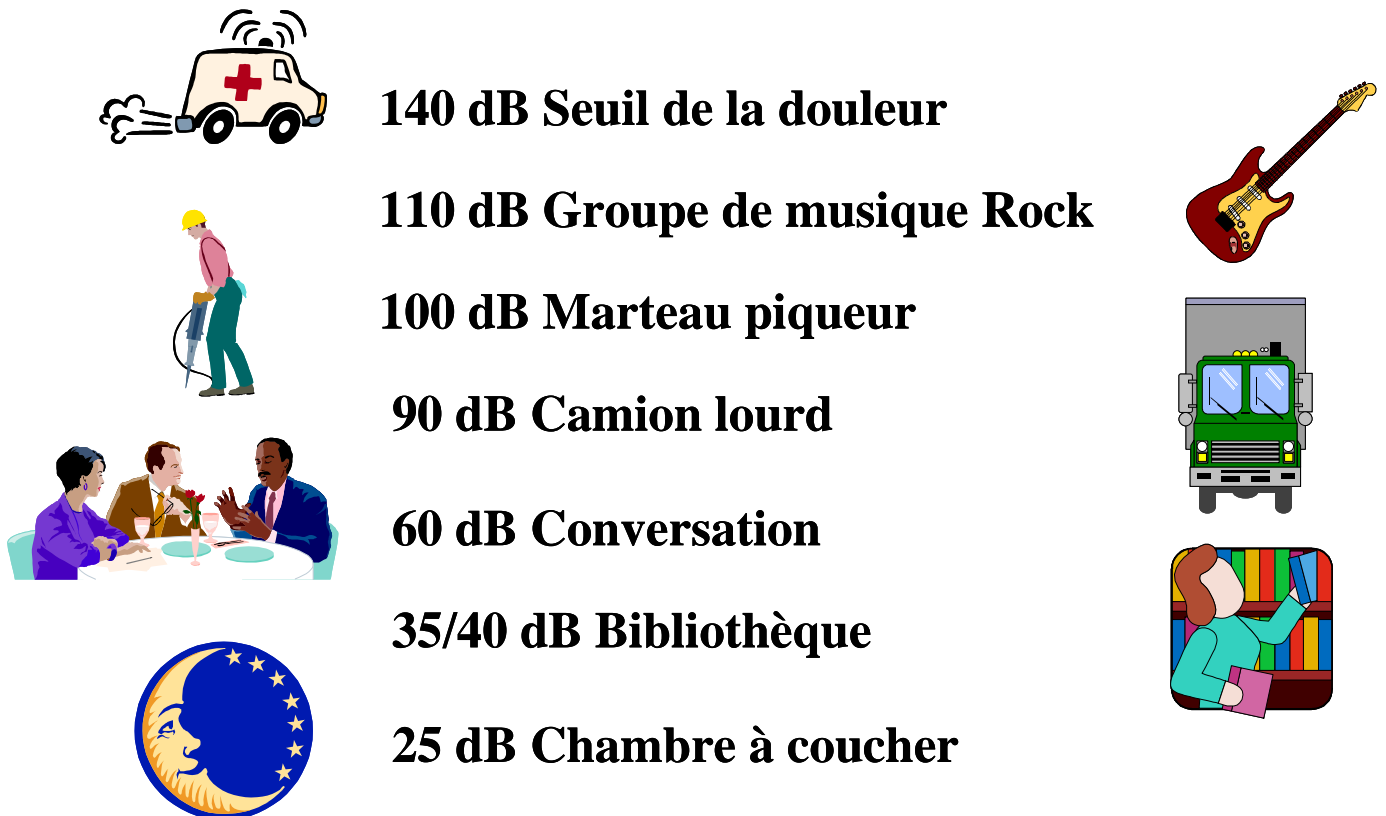 140 dB Seuil de la douleur
110 dB Groupe de musique Rock
100 dB Marteau piqueur
90 dB Camion lourd
60 dB Conversation
35/40 dB Bibliothèque
25 dB Chambre à coucher